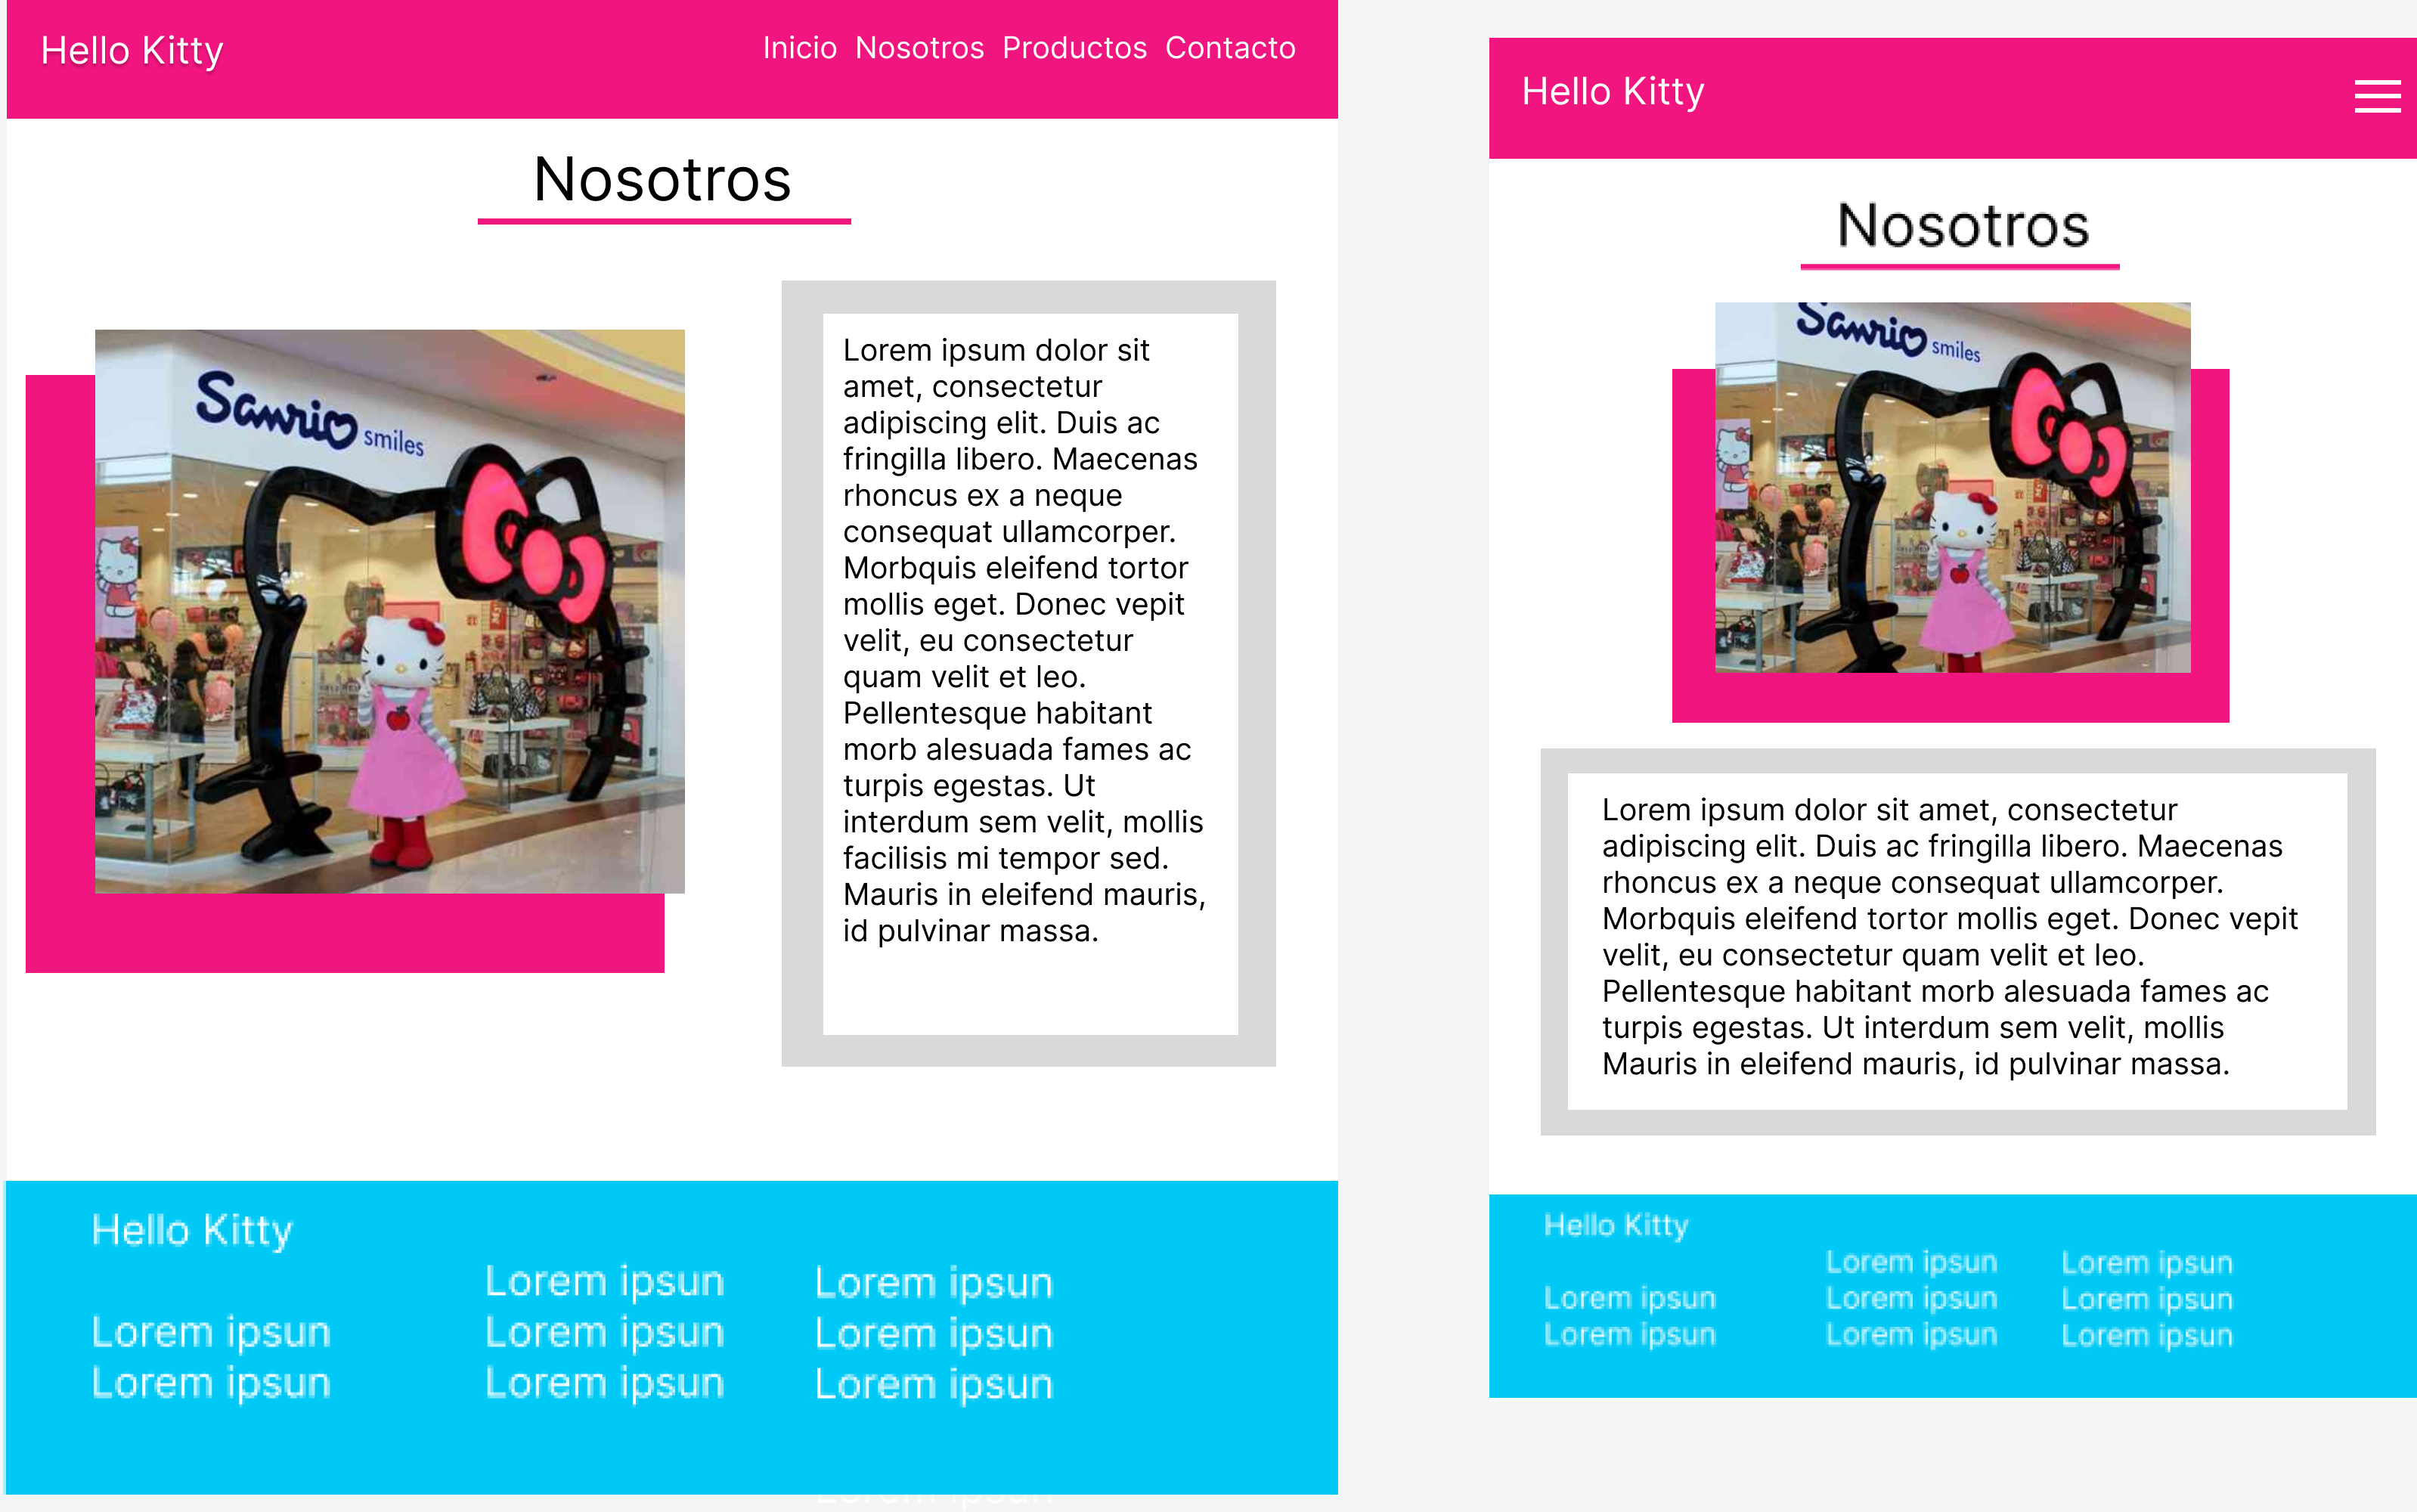 Hello Kitty
Inicio Nosotros Productos Contacto
Nosotros
Sanrio smiles
Lorem ipsum dolor sit
amet, consectetur
adipiscing elit. Duis ac
fringilla libero. Maecenas
rhoncus ex a neque
consequat ullamcorper.
Morbquis eleifend tortor
mollis eget. Donec vepit
velit, eu consectetur
quam velit et leo.
Pellentesque habitant
morb alesuada fames ac
turpis egestas. Ut
interdum sem velit, mollis
facilisis mi tempor sed.
Mauris in eleifend mauris,
id pulvinar massa.
Hello Kitty
Lorem ipsun
Lorem ipsun
Lorem ipsun
Lorem ipsun
Lorem ipsun
Lorem ipsun
Lorem ipsun
Lorem ipsun
Hello Kitty
Nosotros
Sanrio smiles
Lorem ipsum dolor sit amet, consectetur
adipiscing elit. Duis ac fringilla libero. Maecenas
rhoncus ex a neque consequat ullamcorper.
Morbquis eleifend tortor mollis eget. Donec vepit
velit, eu consectetur quam velit et leo.
Pellentesque habitant morb alesuada fames ac
turpis egestas. Ut interdum sem velit, mollis
Mauris in eleifend mauris, id pulvinar massa.
Hello Kitty
Lorem ipsun
Lorem ipsun
Lorem ipsun
Lorem ipsun
Lorem ipsun
Lorem ipsun
Lorem ipsun
Lorem ipsun